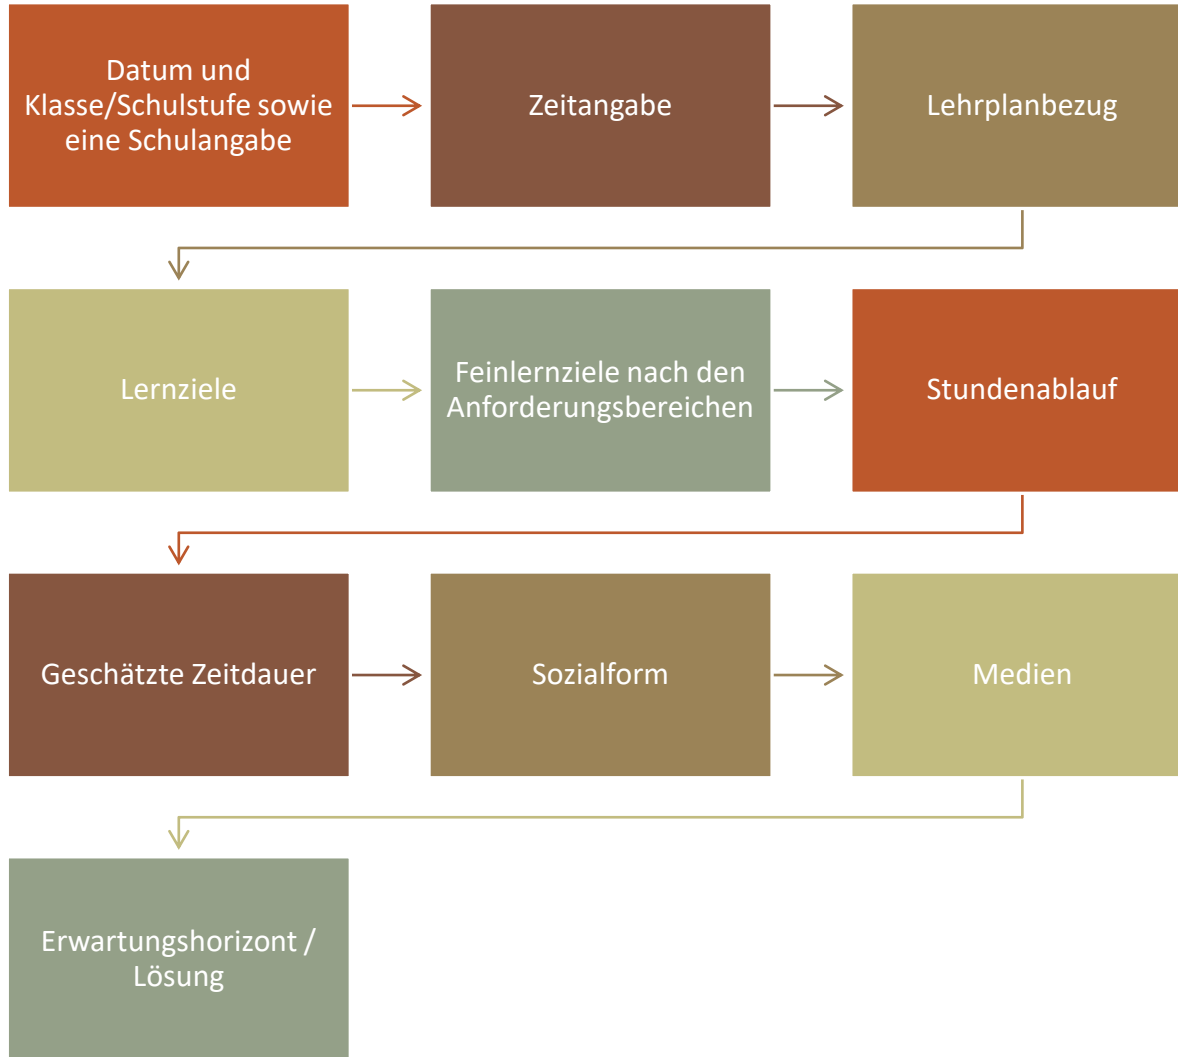 Datum und
Klasse/Schulstufe sowie
eine Schulangabe
Zeitangabe
Lehrplanbezug
Lernziele
Feinlernziele nach den
Anforderungsbereichen
Stundenablauf
Geschätzte Zeitdauer
Sozialform
Medien
Erwartungshorizont /
Lösung